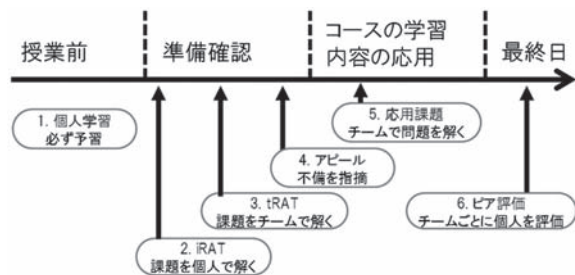 授業前
準備確認
コースの学習
内容の応用
最終日
1. 個人学習
必ず予習
2. iRAT
課題を個人で解く
3. tRAT
課題をチームで解く
4. アピール
不備を指摘
5. 応用課題
チームで問題を解く
6. ピア評価
チームごとに個人を評価